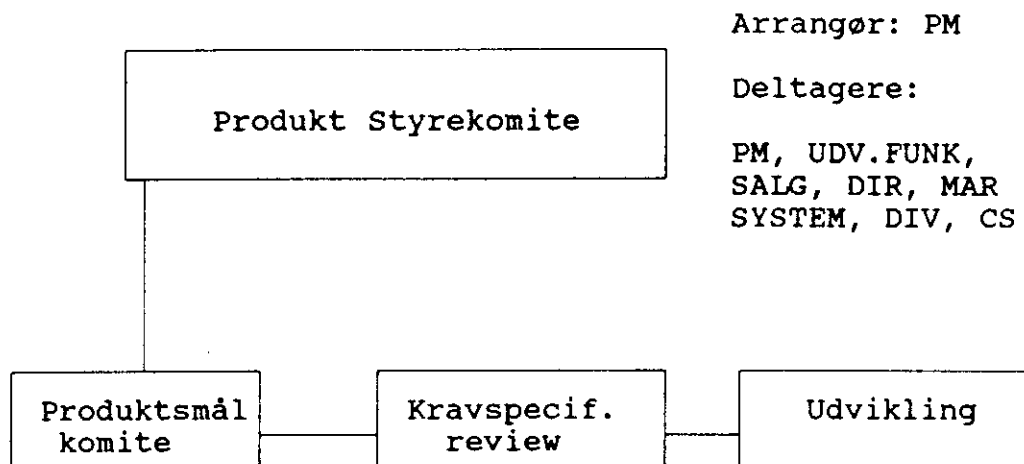 Arrangør: PM
Produkt Styrekomite
Deltagere:
PM, UDV.FUNK,
SALG, DIR, MAR
SYSTEM, DIV, CS
Produktsmål
komite
Kravspecif.
review
Udvikling